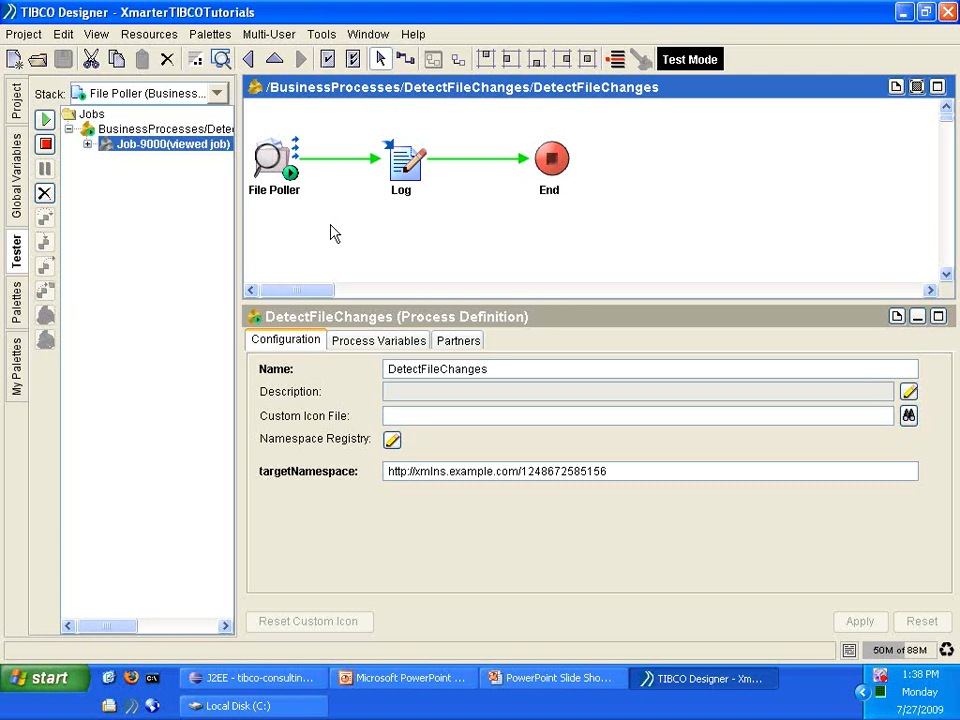 TIBCO Designer - XmarterTIBCOTutorials
Project Edit View Resources Palettes Multi-User Tools Window Help
Test Mode
Stack: File Poller (Business...
Jobs
BusinessProcesses/Dete
Job-9000(viewed job)
Project
Global Variables
Tester
Palettes
My Palettes
/BusinessProcesses/DetectFileChanges/DetectFileChanges
File Poller Log End
DetectFileChanges (Process Definition)
Configuration Process Variables Partners
Name: DetectFileChanges
Description:
Custom Icon File:
Namespace Registry:
targetNamespace: http://xmlns.example.com/1248672585156
Reset Custom Icon Apply Reset
50M of 88M
start J2EE - tibco-consultin... Microsoft PowerPoint ... PowerPoint Slide Sho... TIBCO Designer - Xm... 1:38 PM
Monday
Local Disk (C:) 7/27/2009